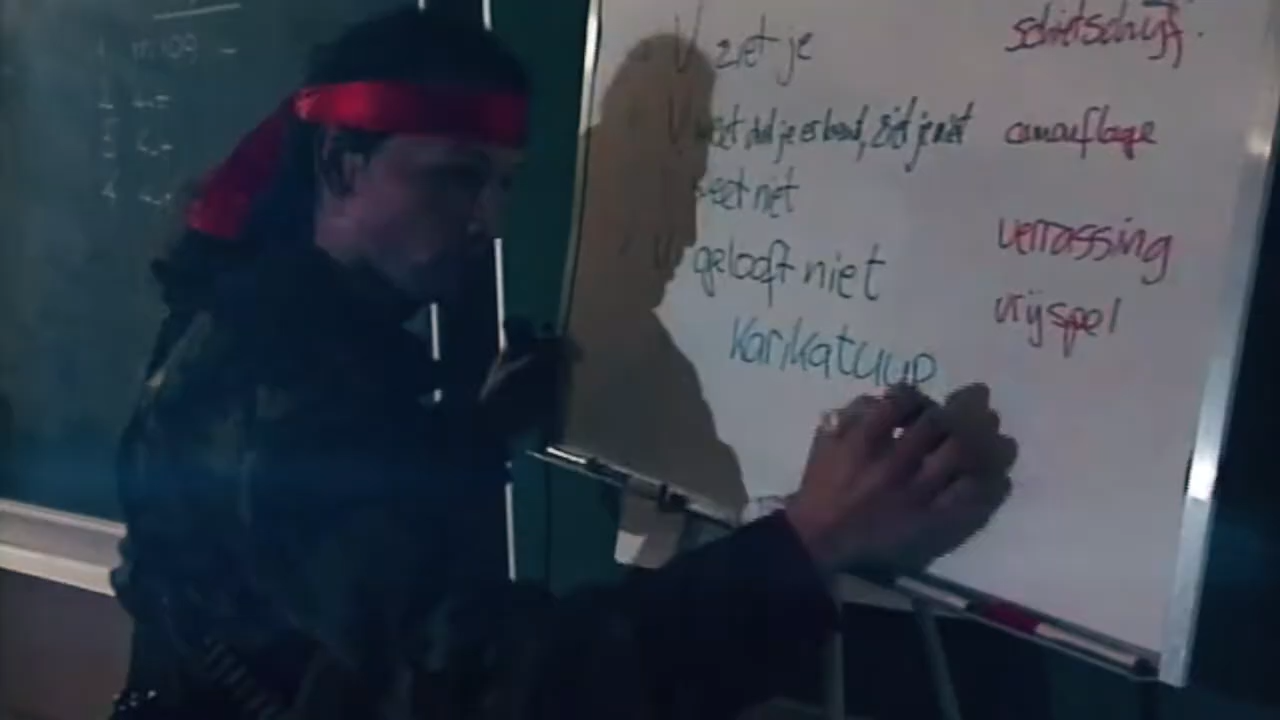 V ziet je schietschijf.
V weet dat je er bent, ziet je niet camouflage
weet niet verrassing
V gelooft niet vrijspel
karikatuur